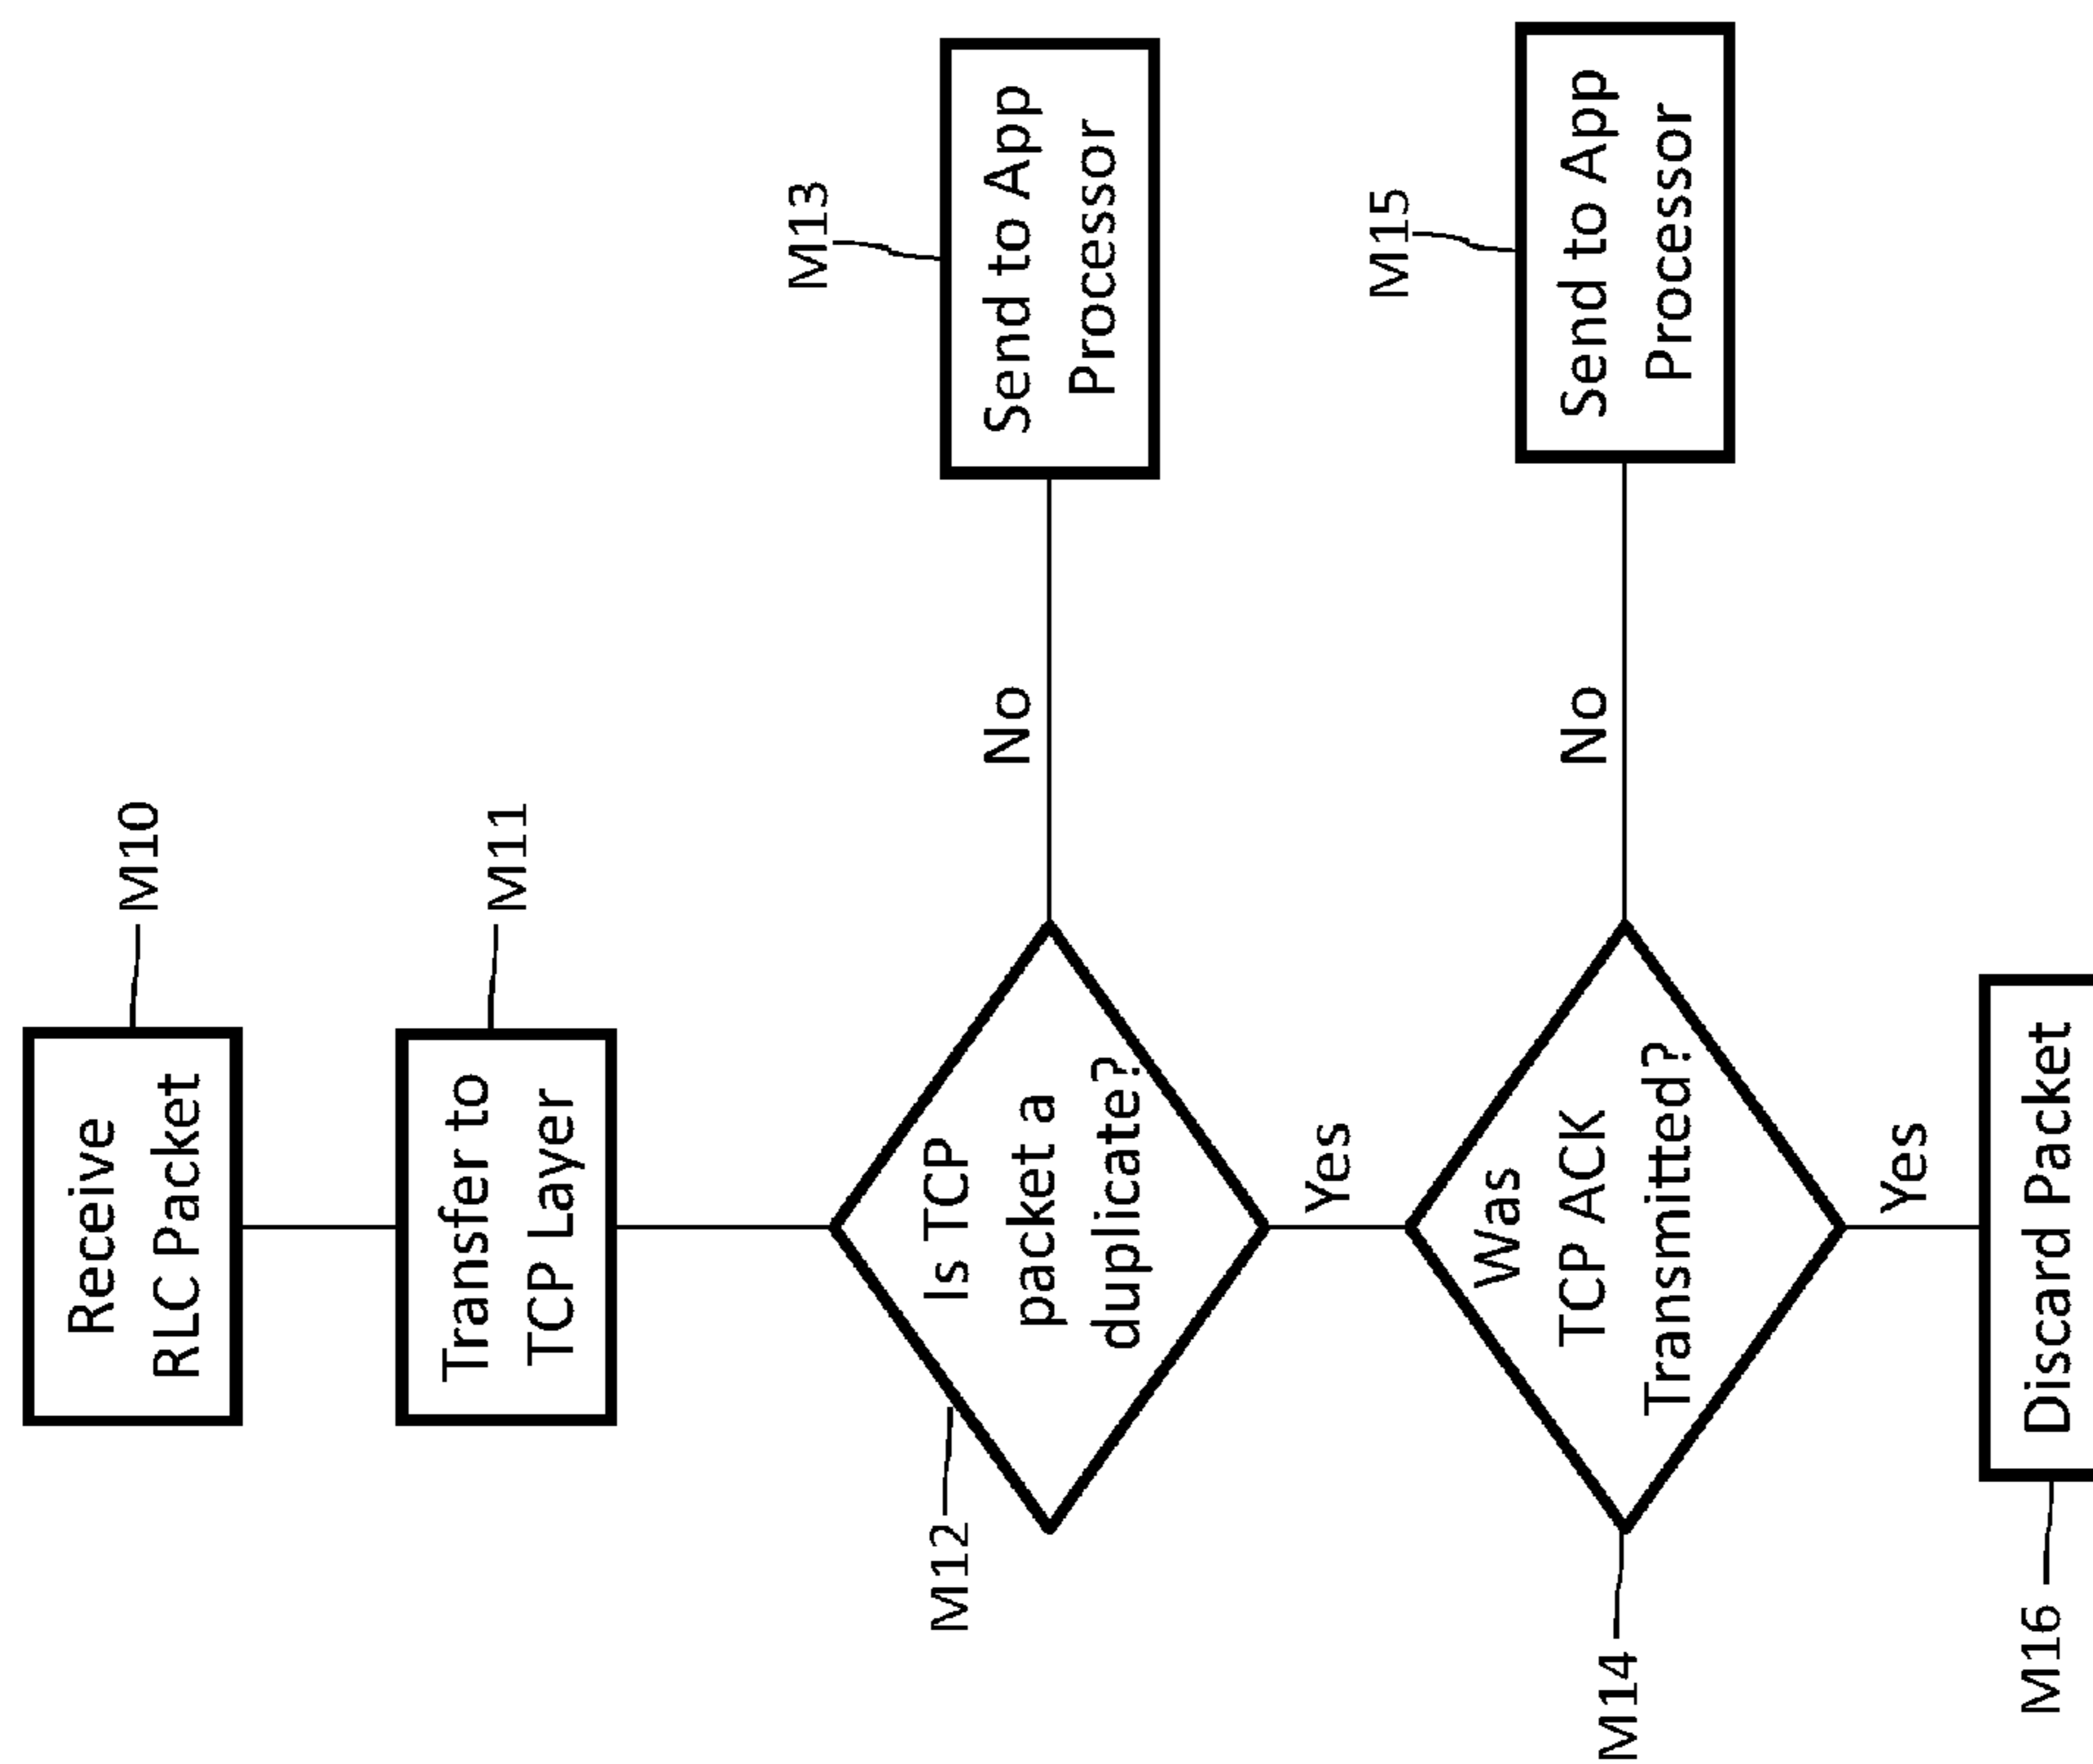 Receive
RLC Packet
M10
Transfer to
TCP Layer
M11
Is TCP
packet a
duplicate?
M12
No
Send to App
Processor
M13
Yes
Was
TCP ACK
Transmitted?
M14
No
Send to App
Processor
M15
Yes
Discard Packet
M16